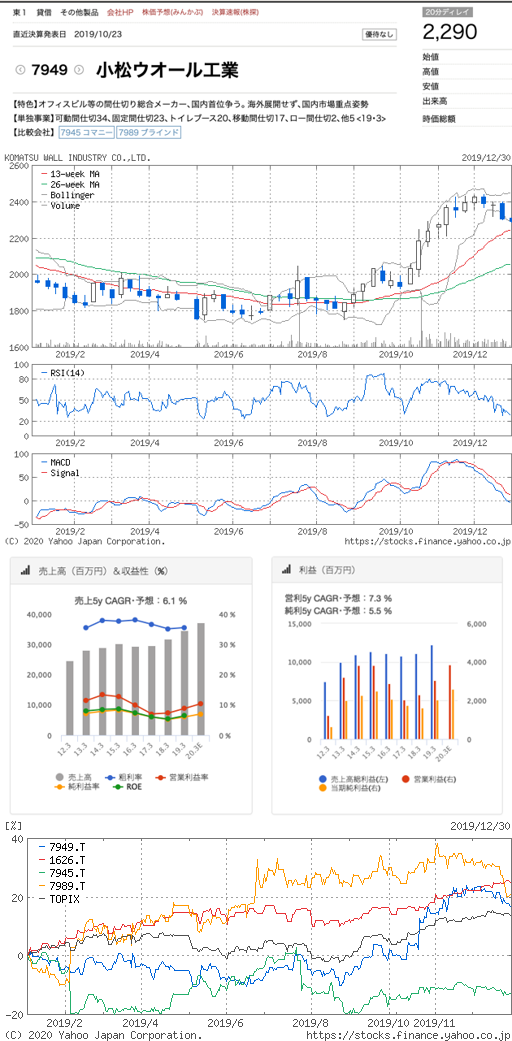 東1 貸借 その他製品 会社HP 株価予想(みんかぶ) 決算速報(株探)
20分ディレイ
2,290
直近決算発表日 2019/10/23
優待なし
7949 小松ウオール工業
始値
高値
安値
出来高
時価総額
【特色】オフィスビル等の間仕切り総合メーカー、国内首位争う。海外展開せず、国内市場重点姿勢
【単独事業】可動間仕切34、固定間仕切23、トイレブース20、移動間仕切17、ロー間仕切2、他5 <19・3>
【比較会社】 7945 コマニー 7989 ブラインド
KOMATSU WALL INDUSTRY CO.,LTD.
2019/12/30
2600
2400
2200
2000
1800
1600
13-week MA
26-week MA
Bollinger
Volume
2019/2 2019/4 2019/6 2019/8 2019/10 2019/12
100
80
50
20
0
RSI(14)
2019/2 2019/4 2019/6 2019/8 2019/10 2019/12
100
50
0
-50
MACD
Signal
2019/2 2019/4 2019/6 2019/8 2019/10 2019/12
(C) 2020 Yahoo Japan Corporation.
https://stocks.finance.yahoo.co.jp
売上高（百万円）＆収益性（%）
売上5y CAGR・予想：6.1 %
40,000
30,000
20,000
10,000
0
40 %
30 %
20 %
10 %
0 %
12.3 13.3 14.3 15.3 16.3 17.3 18.3 19.3 20.3E
売上高 粗利率 営業利益率
純利益率 ROE
利益（百万円）
営利5y CAGR・予想：7.3 %
純利5y CAGR・予想：5.5 %
15,000
10,000
5,000
0
6,000
4,000
2,000
0
12.3 13.3 14.3 15.3 16.3 17.3 18.3 19.3 20.3E
売上高総利益(左) 営業利益(右)
当期純利益(右)
[%]
2019/12/30
40
20
0
-20
7949.T
1626.T
7945.T
7989.T
TOPIX
2019/2 2019/4 2019/6 2019/8 2019/10 2019/11
(C) 2020 Yahoo Japan Corporation.
https://stocks.finance.yahoo.co.jp